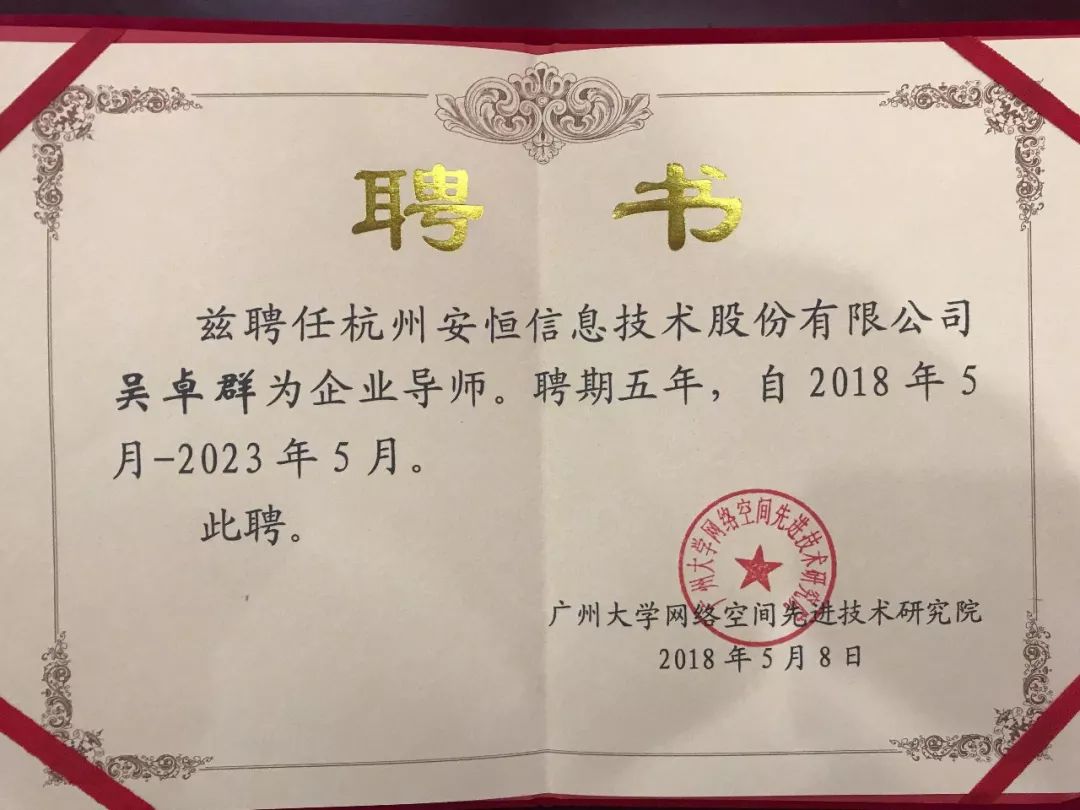 聘 书
兹聘任杭州安恒信息技术股份有限公司
吴卓群为企业导师。聘期五年，自 2018 年 5
月-2023 年 5 月。
此聘。
广州大学网络空间先进技术研究院
广州大学网络空间先进技术研究院
2018 年 5 月 8 日